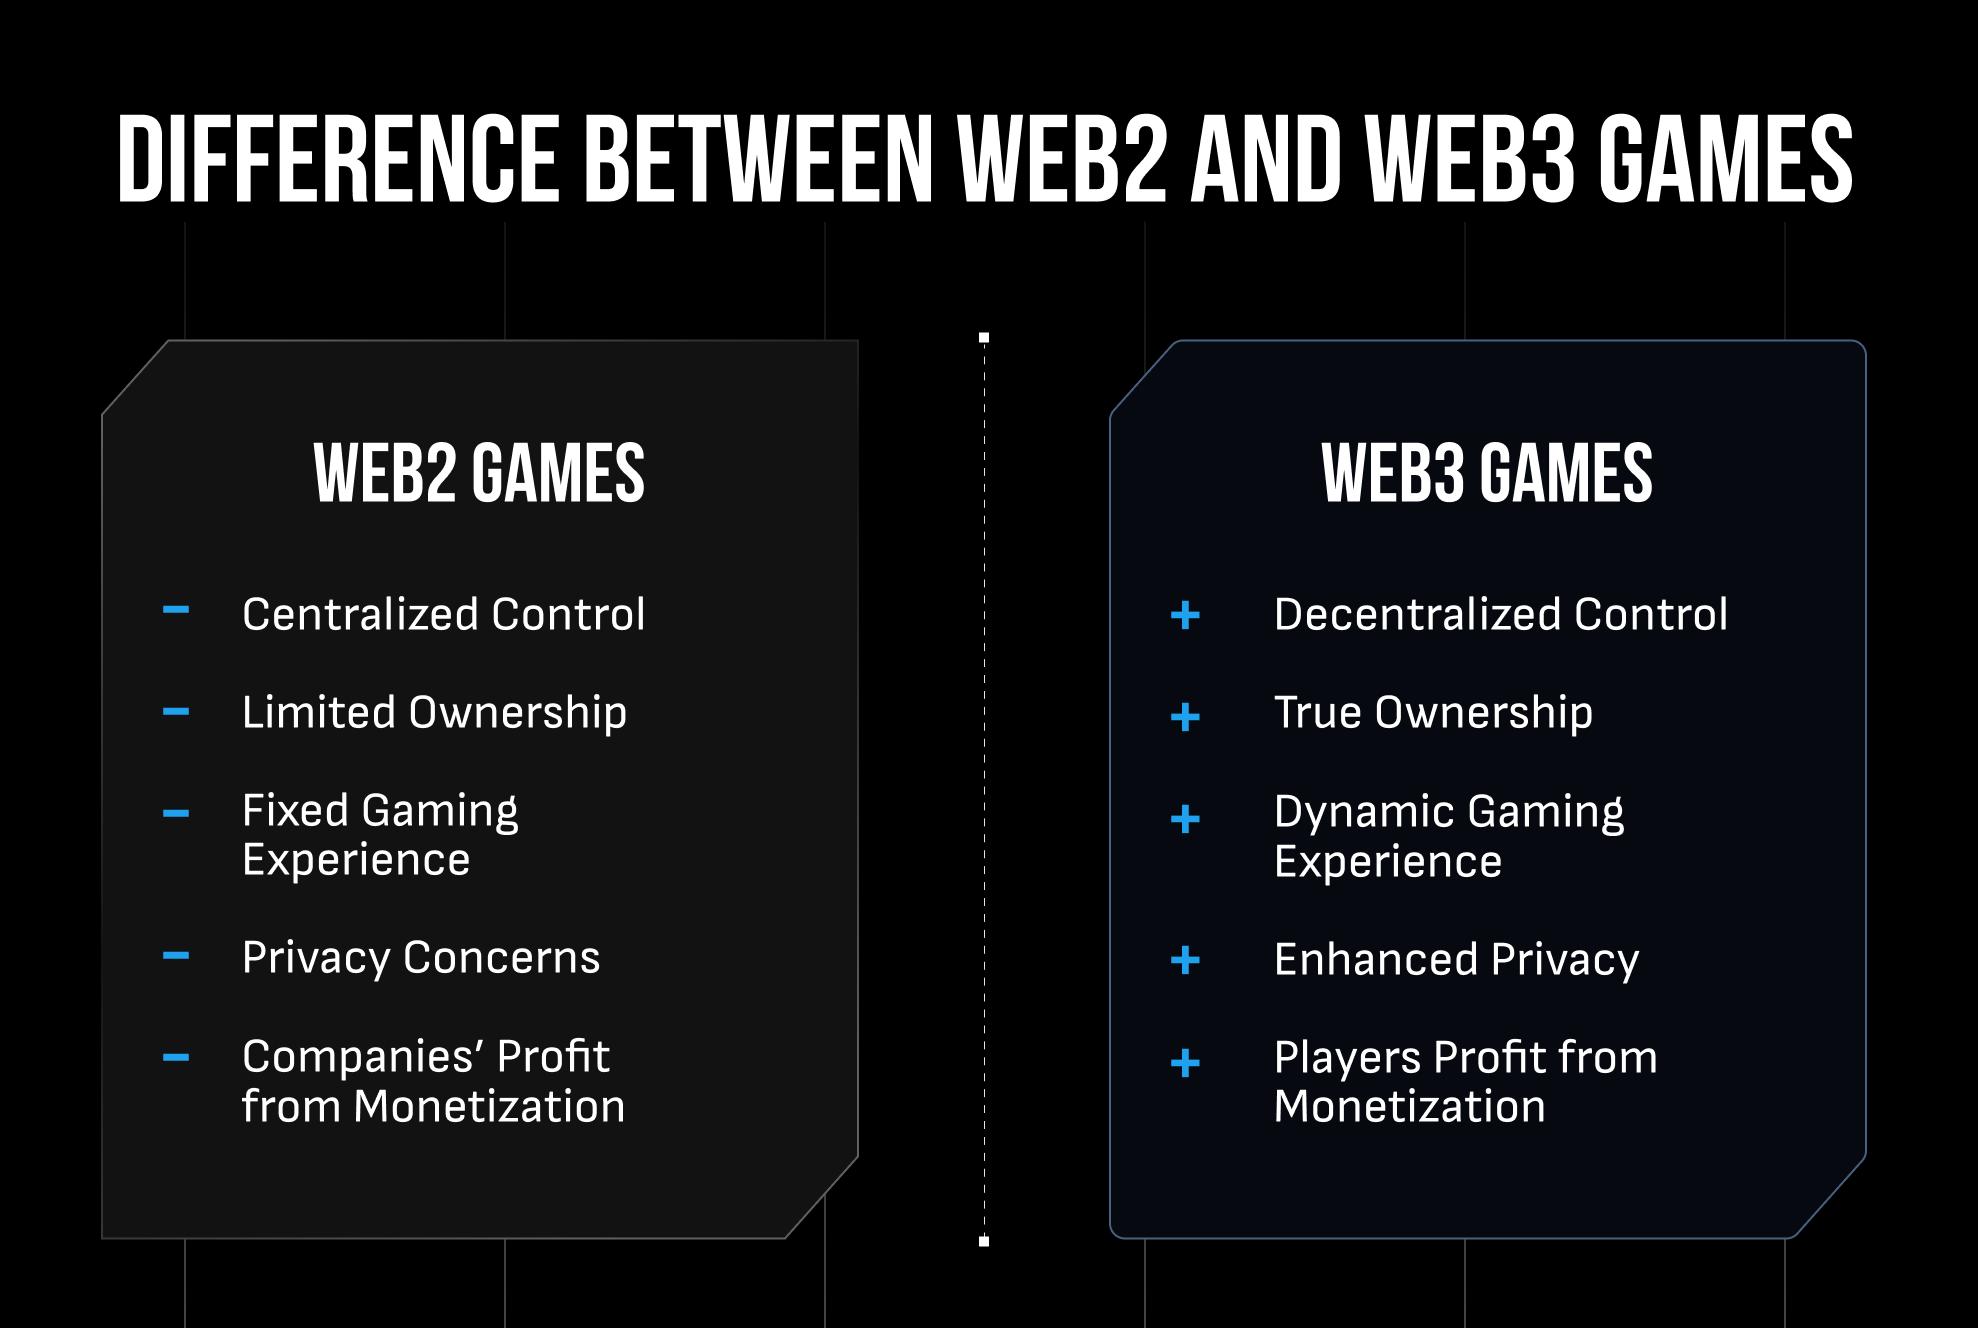 DIFFERENCE BETWEEN WEB2 AND WEB3 GAMES
WEB2 GAMES
- Centralized Control
- Limited Ownership
- Fixed Gaming
Experience
- Privacy Concerns
- Companies’ Profit
from Monetization
WEB3 GAMES
+ Decentralized Control
+ True Ownership
+ Dynamic Gaming
Experience
+ Enhanced Privacy
+ Players Profit from
Monetization